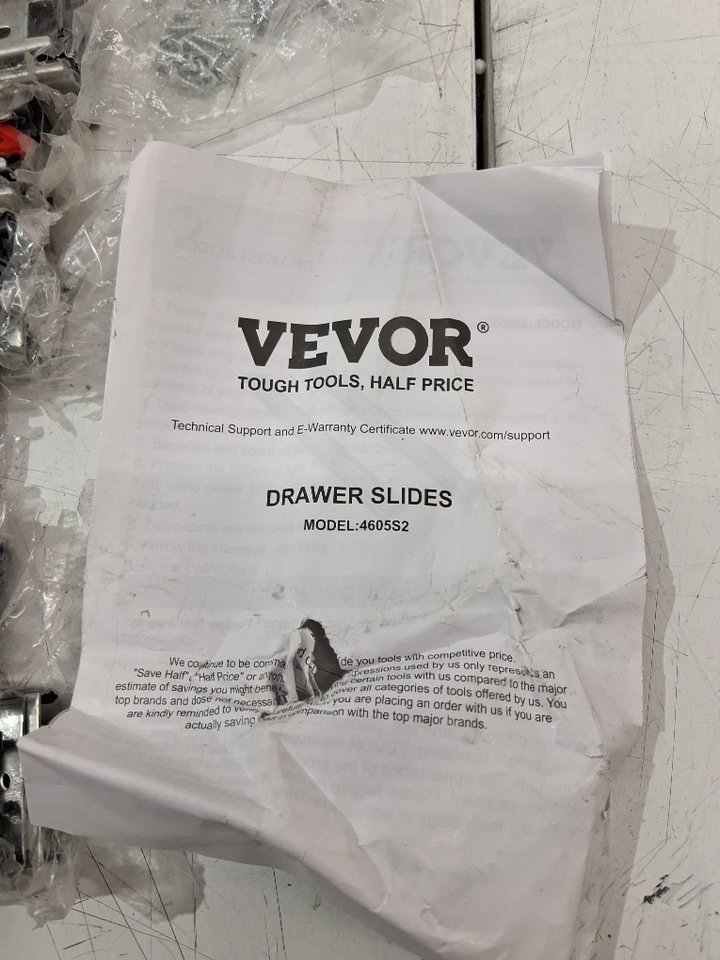 VEVOR®
TOUGH TOOLS, HALF PRICE
Technical Support and E-Warranty Certificate www.vevor.com/support
DRAWER SLIDES
MODEL:4605S2
We continue to be de you tools with competitive price.
"Save Half", "Half Price" or expressions used by us only represents an
estimate of savings you might certain tools with us compared to the major
top brands and dose not cover all categories of tools offered by us. You
are kindly reminded to you are placing an order with us if you are
actually saving in comparison with the top major brands.